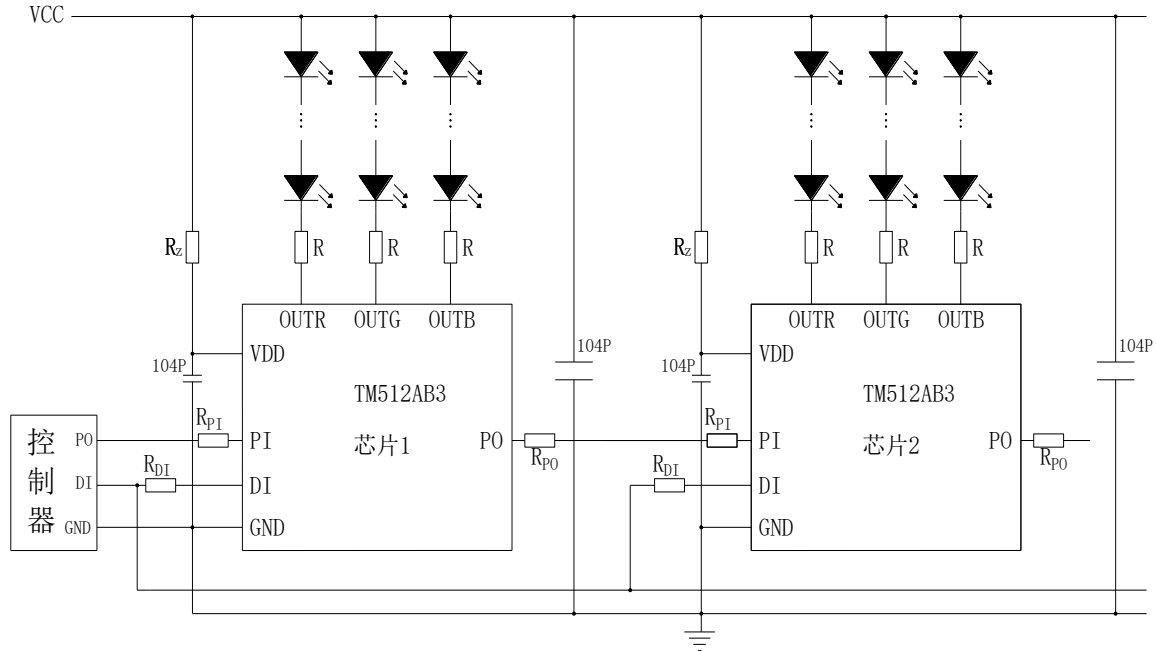 VCC
Rz R R R Rz R R R
OUTR OUTG OUTB OUTR OUTG OUTB
VDD VDD
104P 104P 104P 104P
TM512AB3 TM512AB3
控制器
PO RPI PI 芯片1 PO RPO RPI PI 芯片2 PO RPO
DI RDI DI RDI DI
GND GND GND